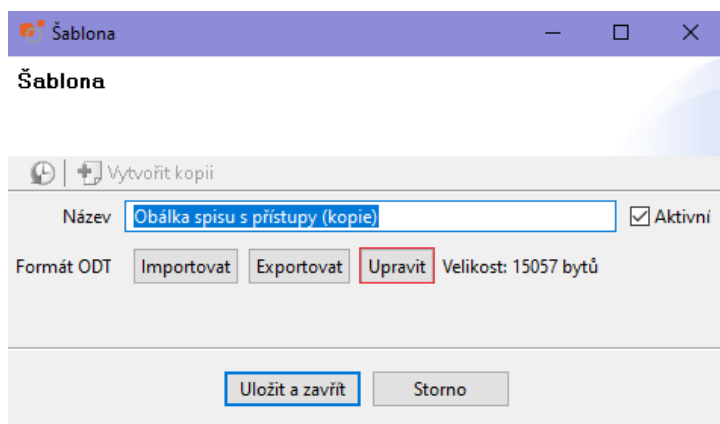 Šablona
Šablona
Vytvořit kopii
Název Obálka spisu s přístupy (kopie) Aktivní
Formát ODT Importovat Exportovat Upravit Velikost: 15057 bytů
Uložit a zavřít Storno